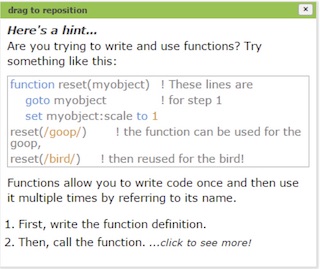 drag to reposition
×
Here's a hint...
Are you trying to write and use functions? Try
something like this:
function reset(myobject) ! These lines are
goto myobject ! for step 1
set myobject:scale to 1
reset(/goop/) ! the function can be used for the
goop,
reset(/bird/) ! then reused for the bird!
Functions allow you to write code once and then use
it multiple times by referring to its name.
1. First, write the function definition.
2. Then, call the function. ...click to see more!